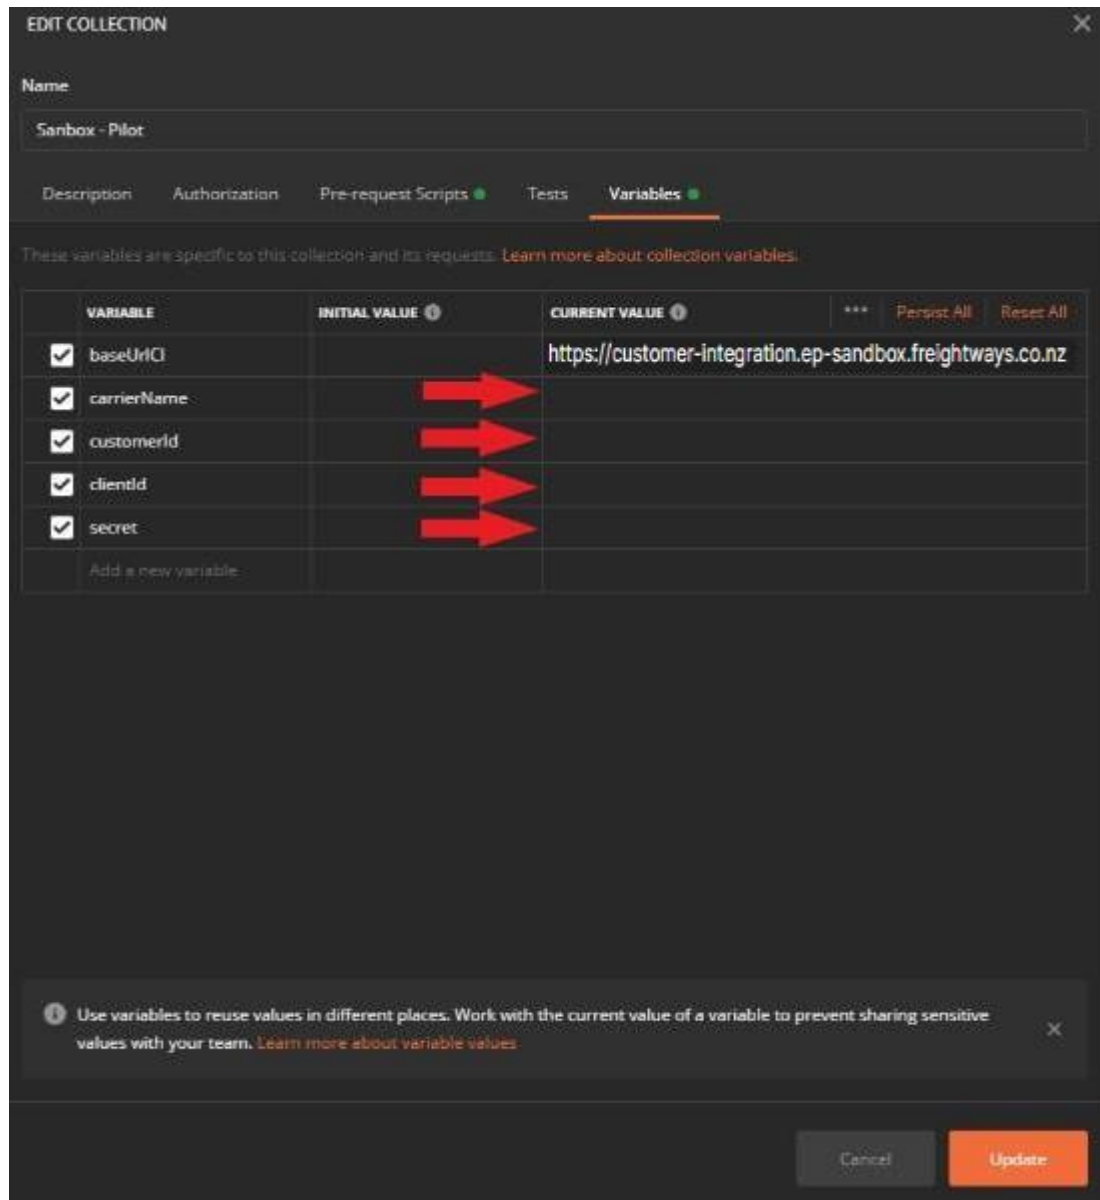 EDIT COLLECTION
Name
Sanbox - Pilot
Description Authorization Pre-request Scripts Tests Variables
These variables are specific to this collection and its requests. Learn more about collection variables.
VARIABLE INITIAL VALUE CURRENT VALUE Persist All Reset All
baseUrlCI https://customer-integration.ep-sandbox.freightways.co.nz
carrierName
customerId
clientId
secret
Add a new variable
Use variables to reuse values in different places. Work with the current value of a variable to prevent sharing sensitive
values with your team. Learn more about variable values
Cancel Update